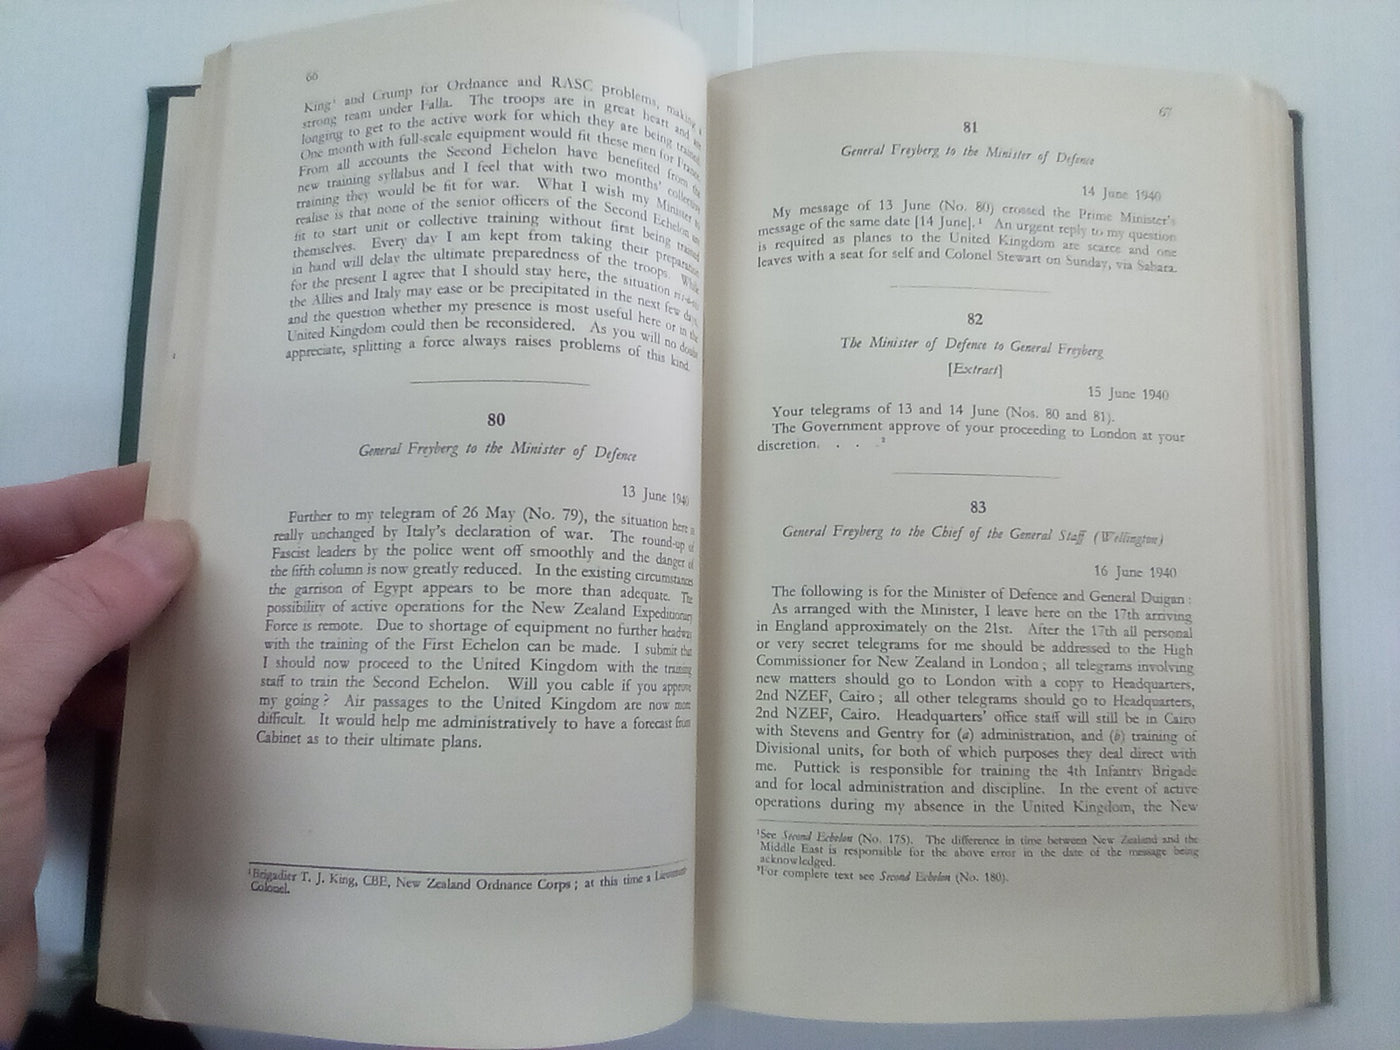 66
King¹ and Crump for Ordnance and RASC problems, making a
strong team under Falla. The troops are in great heart and are
longing to get to the active work for which they are being trained.
One month with full-scale equipment would fit these men for France.
From all accounts the Second Echelon have benefited from the
new training syllabus and I feel that with two months' collective
training they would be fit for war. What I wish my Minister to
realise is that none of the senior officers of the Second Echelon are
fit to start unit or collective training without first being trained
themselves. Every day I am kept from taking their preparation
in hand will delay the ultimate preparedness of the troops. While
for the present I agree that I should stay here, the situation vis-à-vis
the Allies and Italy may ease or be precipitated in the next few days,
and the question whether my presence is most useful here or in the
United Kingdom could then be reconsidered. As you will no doubt
appreciate, splitting a force always raises problems of this kind.
80
General Freyberg to the Minister of Defence
13 June 1940
Further to my telegram of 26 May (No. 79), the situation here is
really unchanged by Italy's declaration of war. The round-up of
Fascist leaders by the police went off smoothly and the danger of
the fifth column is now greatly reduced. In the existing circumstances
the garrison of Egypt appears to be more than adequate. The
possibility of active operations for the New Zealand Expeditionary
Force is remote. Due to shortage of equipment no further headway
with the training of the First Echelon can be made. I submit that
I should now proceed to the United Kingdom with the training
staff to train the Second Echelon. Will you cable if you approve
my going? Air passages to the United Kingdom are now more
difficult. It would help me administratively to have a forecast from
Cabinet as to their ultimate plans.
¹Brigadier T. J. King, CBE, New Zealand Ordnance Corps; at this time a Lieutenant-
Colonel.
67
81
General Freyberg to the Minister of Defence
14 June 1940
My message of 13 June (No. 80) crossed the Prime Minister's
message of the same date [14 June].¹ An urgent reply to my question
is required as planes to the United Kingdom are scarce and one
leaves with a seat for self and Colonel Stewart on Sunday, via Sahara.
82
The Minister of Defence to General Freyberg
[Extract]
15 June 1940
Your telegrams of 13 and 14 June (Nos. 80 and 81).
The Government approve of your proceeding to London at your
discretion. . . .²
83
General Freyberg to the Chief of the General Staff (Wellington)
16 June 1940
The following is for the Minister of Defence and General Duigan:
As arranged with the Minister, I leave here on the 17th arriving
in England approximately on the 21st. After the 17th all personal
or very secret telegrams for me should be addressed to the High
Commissioner for New Zealand in London; all telegrams involving
new matters should go to London with a copy to Headquarters,
2nd NZEF, Cairo; all other telegrams should go to Headquarters,
2nd NZEF, Cairo. Headquarters' office staff will still be in Cairo
with Stevens and Gentry for (a) administration, and (b) training of
Divisional units, for both of which purposes they deal direct with
me. Puttick is responsible for training the 4th Infantry Brigade
and for local administration and discipline. In the event of active
operations during my absence in the United Kingdom, the New
¹See Second Echelon (No. 175). The difference in time between New Zealand and the
Middle East is responsible for the above error in the date of the message being
acknowledged.
²For complete text see Second Echelon (No. 180).